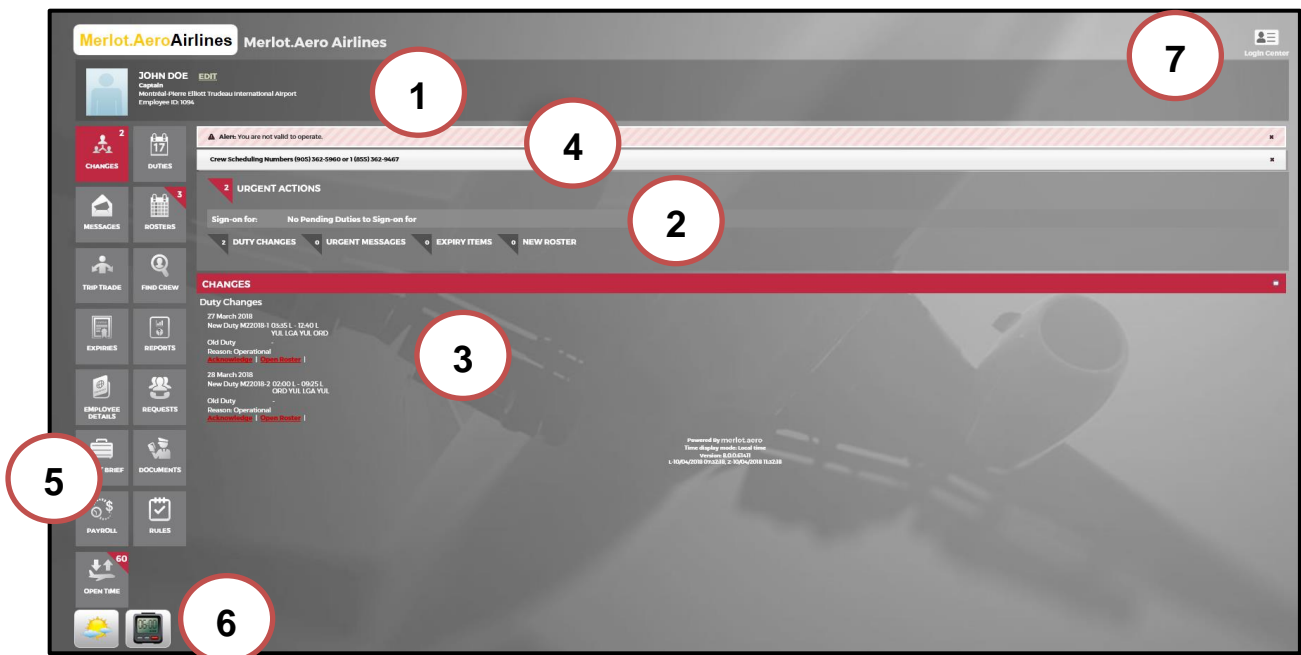 Merlot.AeroAirlines Merlot.Aero Airlines
7
Login Center
JOHN DOE EDIT
Captain
Montréal-Pierre Elliott Trudeau International Airport
Employee ID: 1094
1
CHANGES 2
DUTIES 17
Alert: You are not valid to operate.
4
Crew Scheduling Numbers (905) 362-5960 or 1 (855) 362-9467
2 URGENT ACTIONS
MESSAGES
ROSTERS 3
Sign-on for: No Pending Duties to Sign-on for
2
2 DUTY CHANGES 0 URGENT MESSAGES 0 EXPIRY ITEMS 0 NEW ROSTER
TRIP TRADE
FIND CREW
CHANGES
Duty Changes
27 March 2018
New Duty M22018-1 03:35 L - 12:40 L
YUL LGA YUL ORD
Old Duty -
Reason: Operational
Acknowledge | Open Roster |
3
28 March 2018
New Duty M22018-2 02:00 L - 09:25 L
ORD YUL LGA YUL
Old Duty -
Reason: Operational
Acknowledge | Open Roster |
EXPIRIES
REPORTS
EMPLOYEE
DETAILS
REQUESTS
Powered By merlot.aero
Time display mode: Local time
5
BRIEF
DOCUMENTS
PAYROLL
RULES
60
OPEN TIME
6